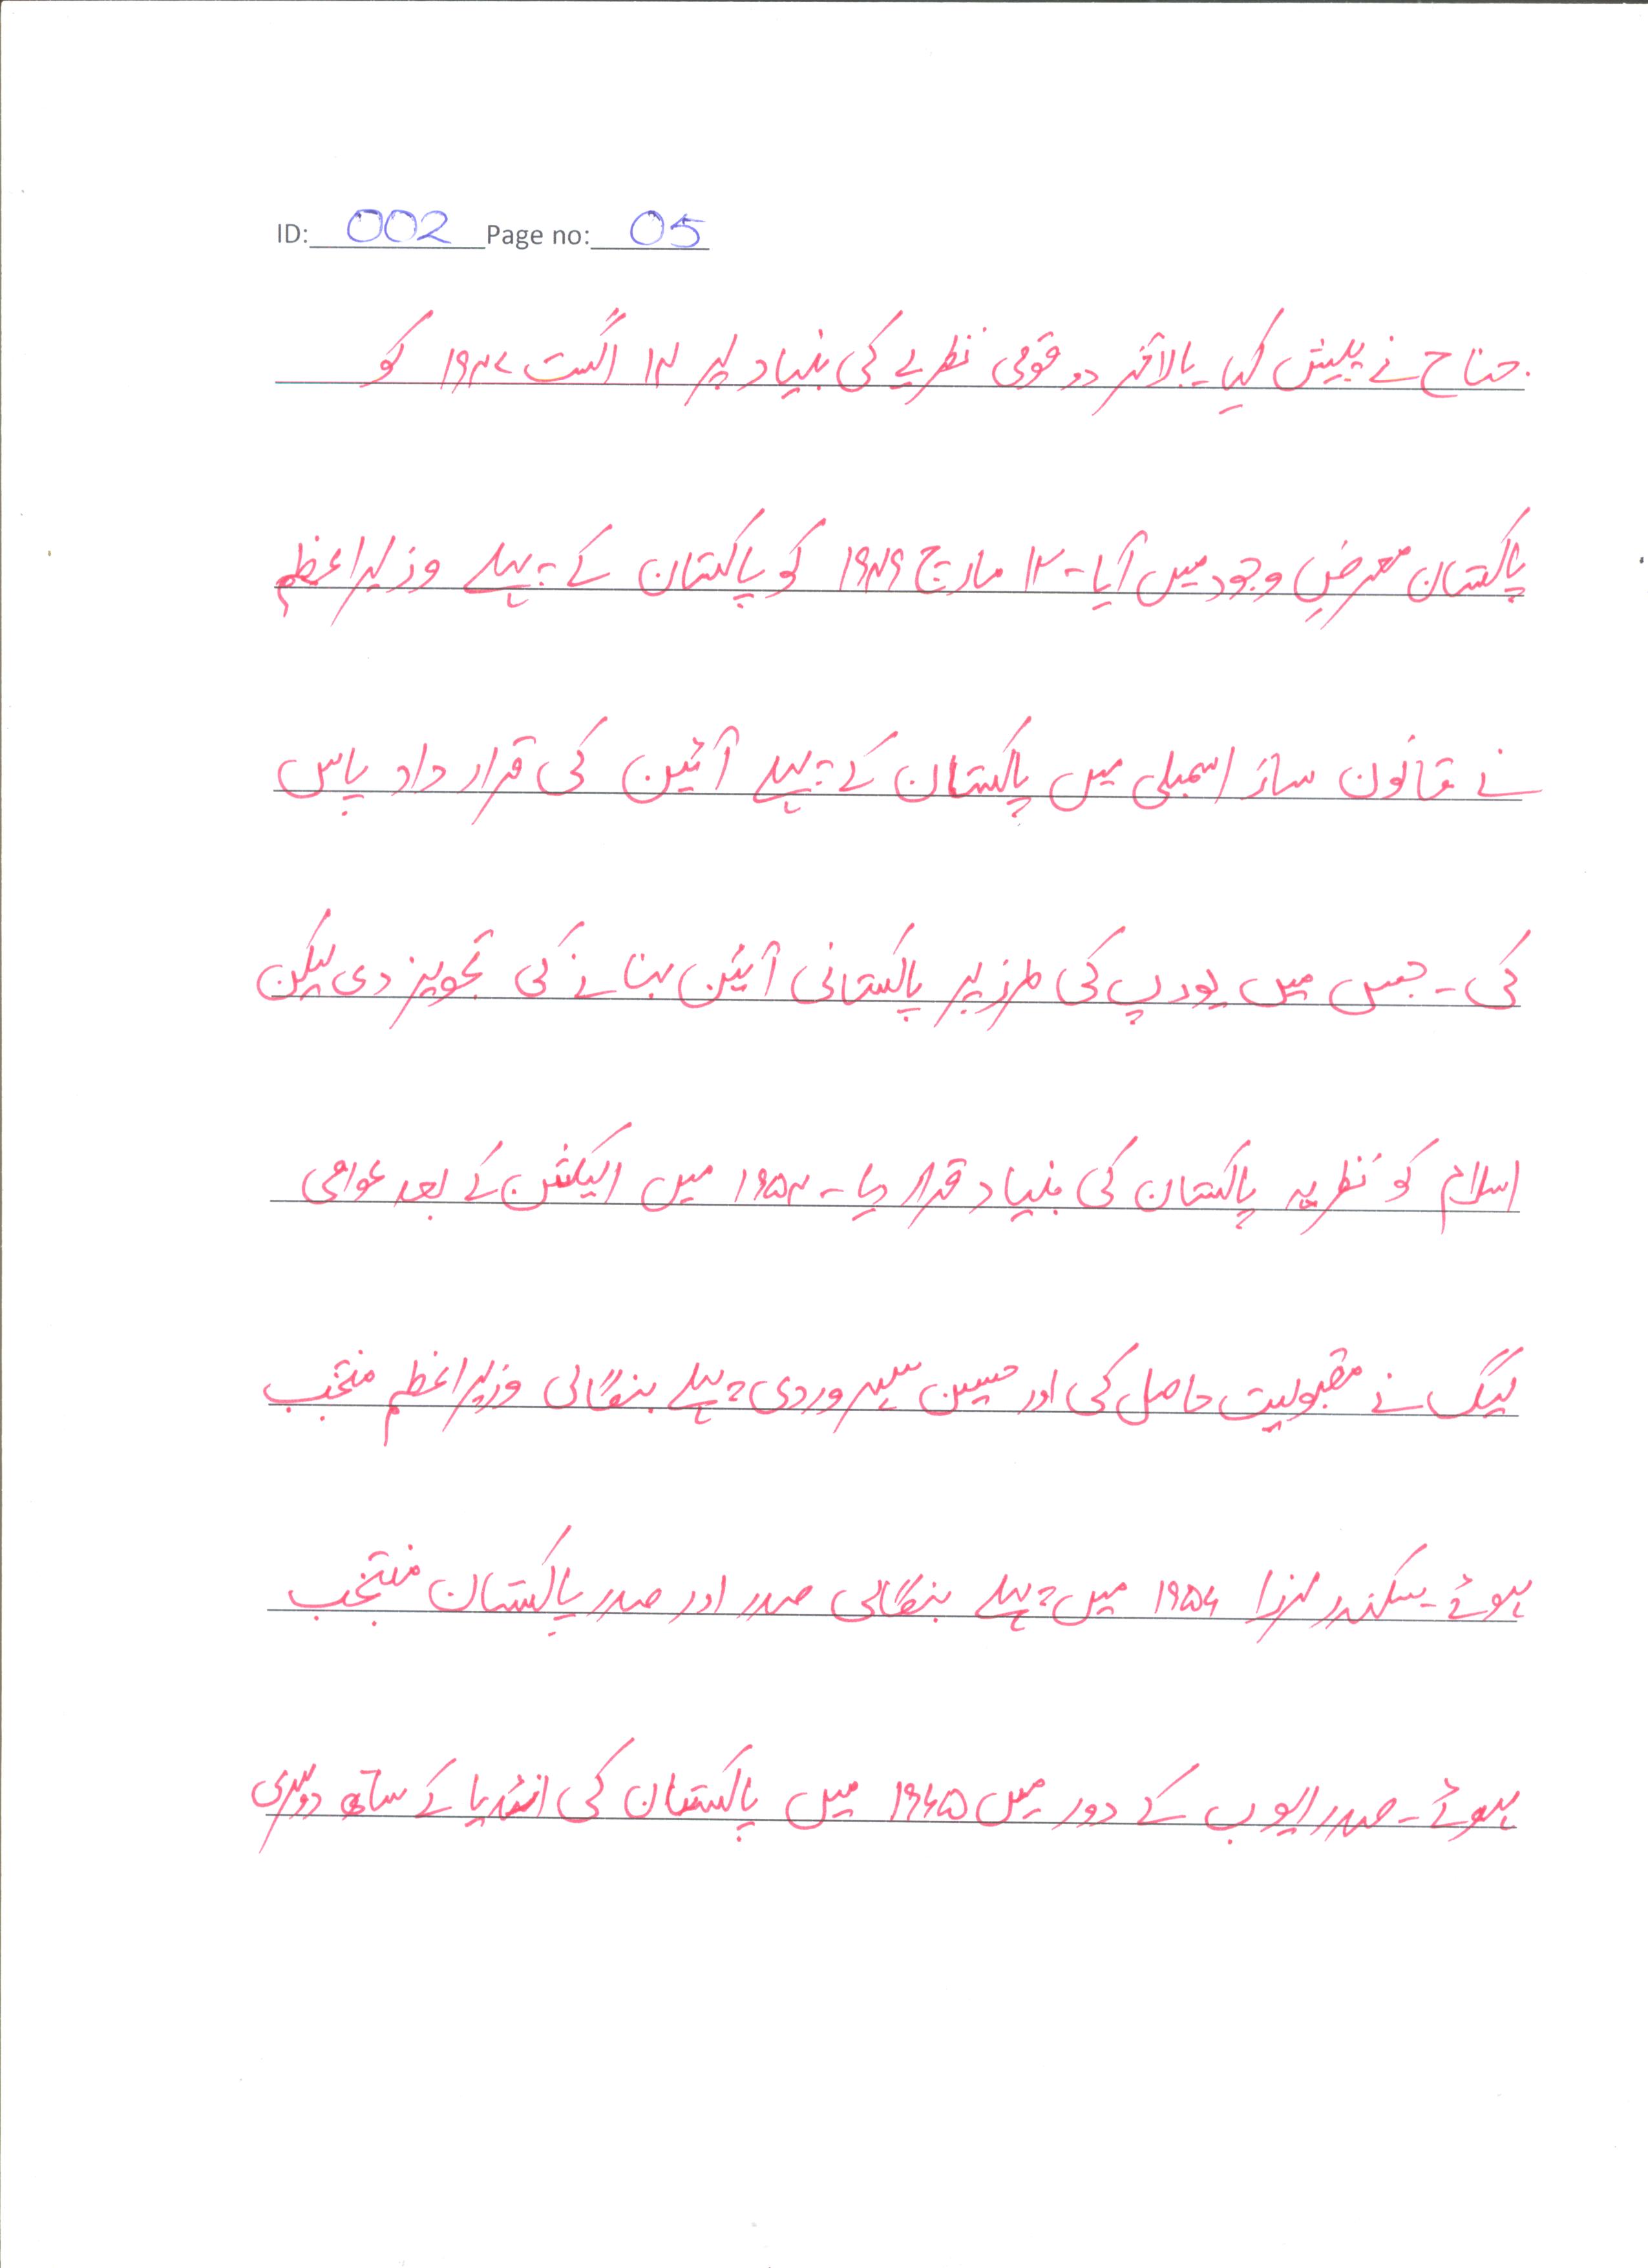 ID: 002 Page no: 05
جناح نے پیش کیا۔ بالآخر دو قومی نظریے کی بنیاد پر ۱۴ اگست ۱۹۴۷ کو
پاکستان معرضِ وجود میں آیا۔ ۱۲ مارچ ۱۹۴۹ کو پاکستان کے پہلے وزیراعظم
نے قانون ساز اسمبلی میں پاکستان کے پہلے آئین کی قرار داد پاس
کی۔ جس میں یورپ کی طرز پر پاکستانی آئین بنانے کی تجویز دی لیکن
اسلام کو نظریہ پاکستان کی بنیاد قرار دیا۔ ۱۹۵۴ میں الیکشن کے بعد عوامی
لیگ نے مقبولیت حاصل کی اور حسین سہروردی پہلے بنگالی وزیراعظم منتخب
ہوئے۔ سکندر مرزا ۱۹۵۶ میں پہلے بنگالی صدر اور صدر پاکستان منتخب
ہوئے۔ صدر ایوب کے دور میں ۱۹۶۵ میں پاکستان کی انڈیا کے ساتھ دوسری